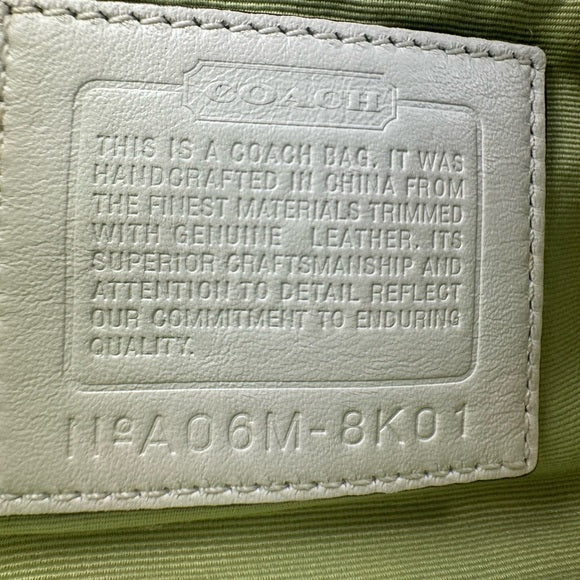 COACH
THIS IS A COACH BAG. IT WAS
HANDCRAFTED IN CHINA FROM
THE FINEST MATERIALS TRIMMED
WITH GENUINE LEATHER. ITS
SUPERIOR CRAFTSMANSHIP AND
ATTENTION TO DETAIL REFLECT
OUR COMMITMENT TO ENDURING
QUALITY.
Nº A06M-8K01